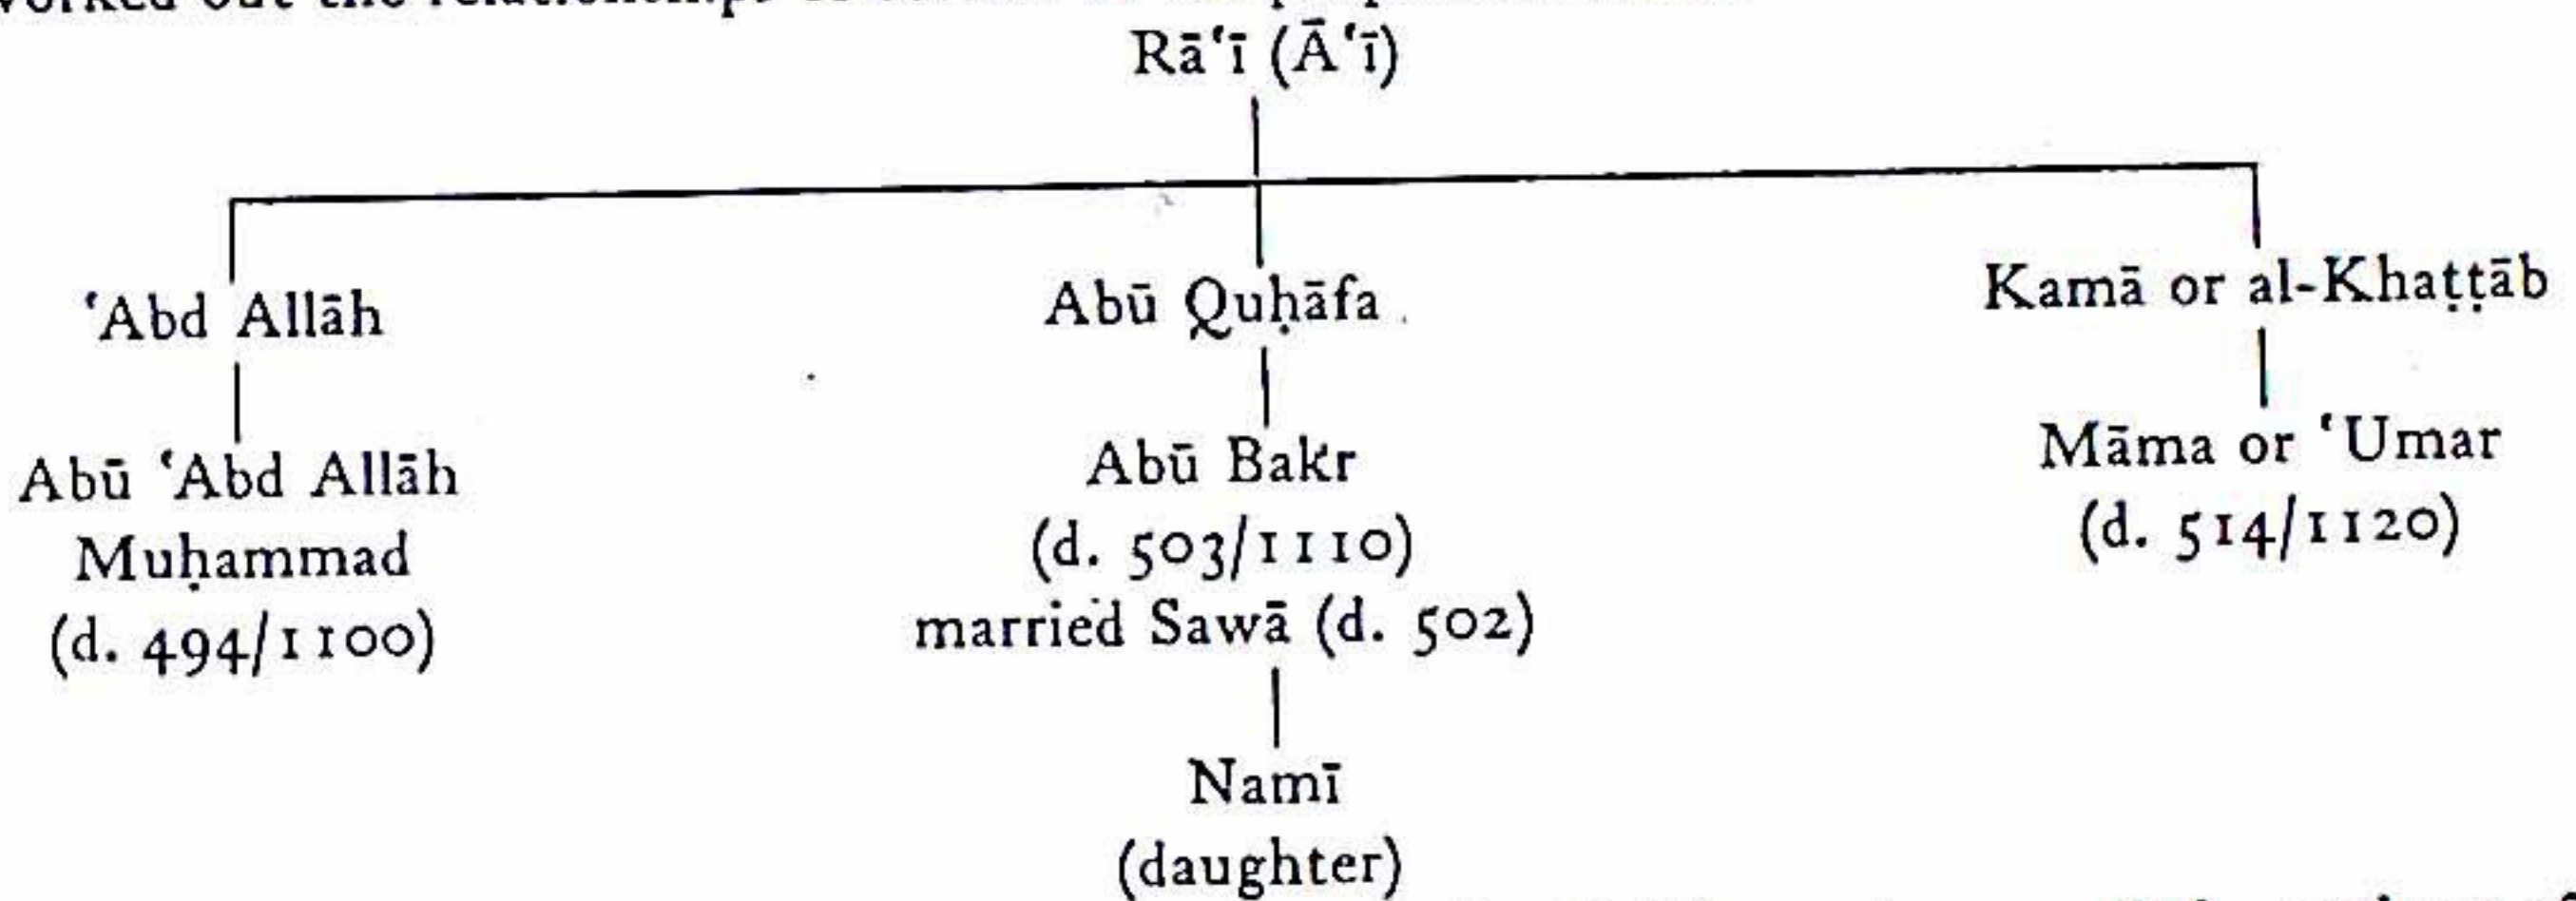 Rā‘ī (Ā‘ī)
‘Abd Allāh
Abū Quḥāfa
Kamā or al-Khaṭṭāb
Abū ‘Abd Allāh
Muḥammad
(d. 494/1100)
Abū Bakr
(d. 503/1110)
married Sawā (d. 502)
Māma or ‘Umar
(d. 514/1120)
Namī
(daughter)